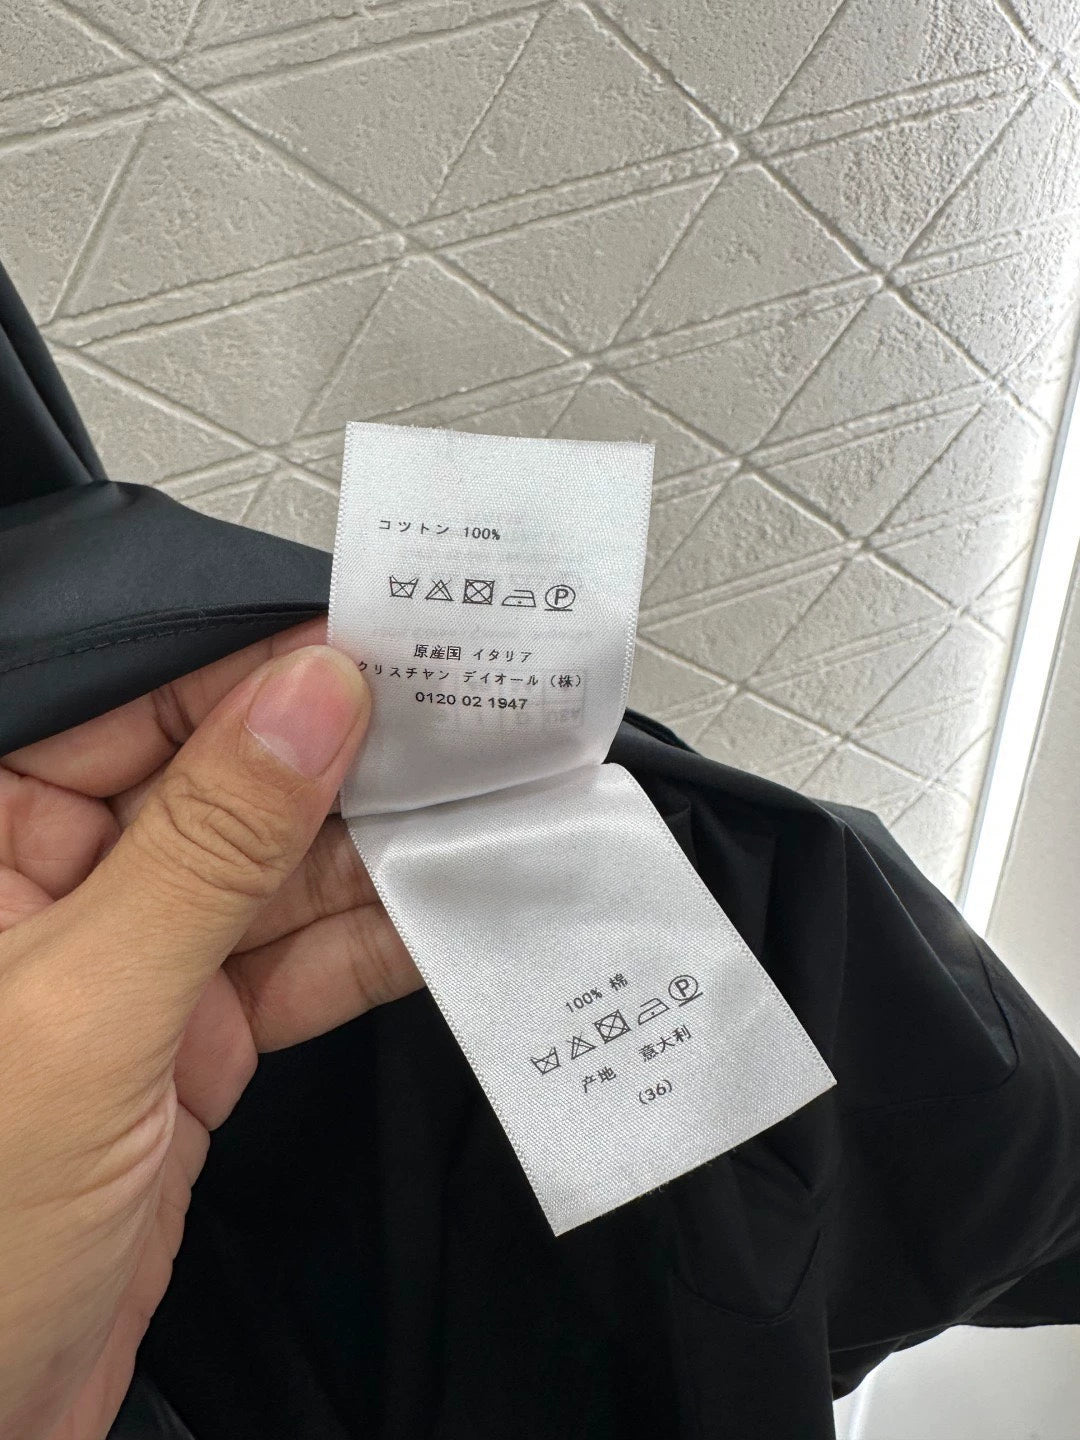 コットン 100%
P
原産国 イタリア
クリスチャン ディオール (株)
0120 02 1947
100% 棉
P
产地 意大利
(36)